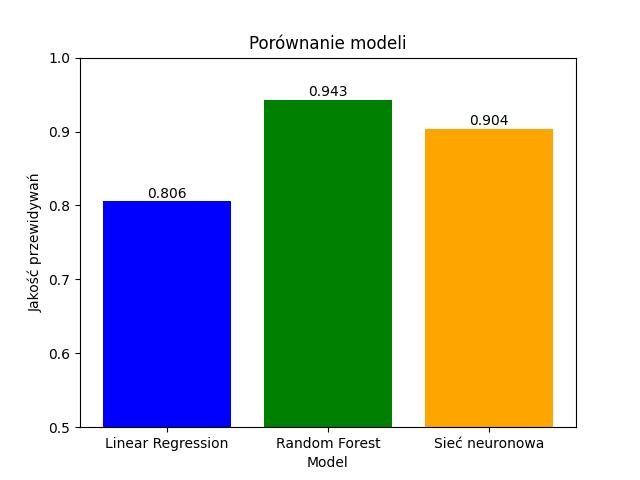 Porównanie modeli
1.0
0.9
0.8
0.7
0.6
0.5
Jakość przewidywań
0.806
0.943
0.904
Linear Regression
Random Forest
Sieć neuronowa
Model